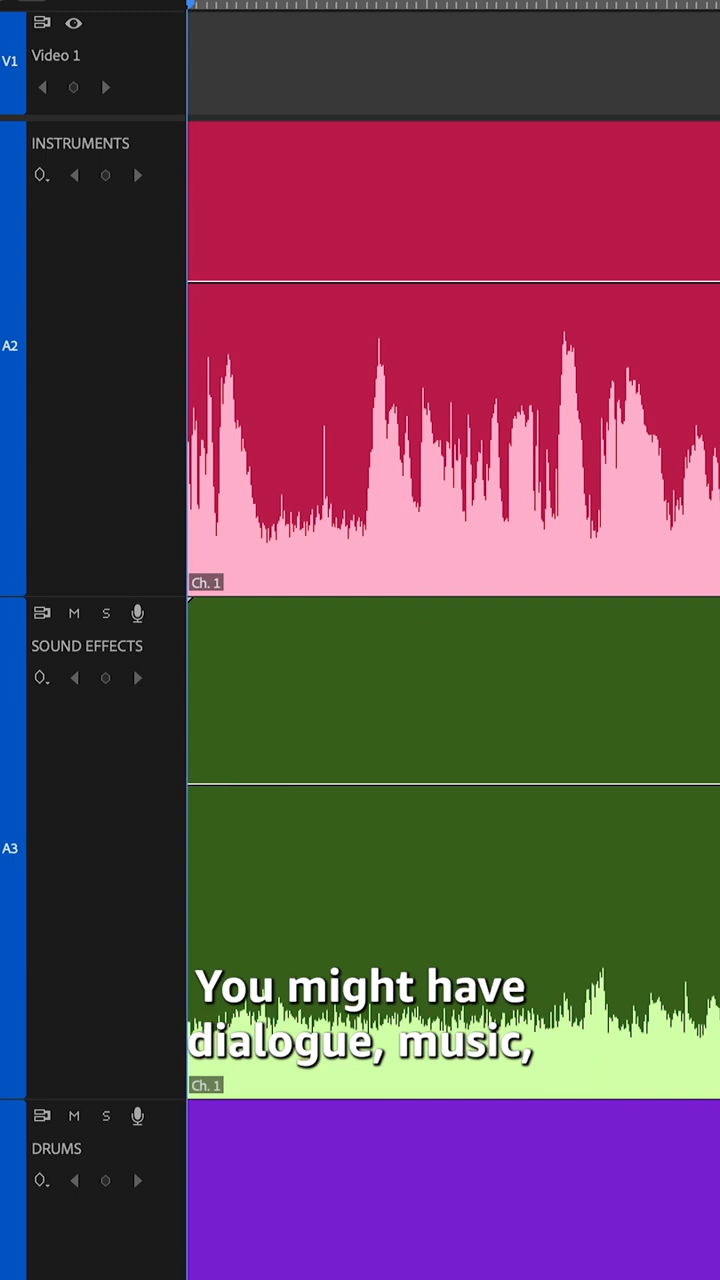 V1
Video 1
INSTRUMENTS
A2
Ch. 1
M S
SOUND EFFECTS
A3
You might have
dialogue, music,
Ch. 1
M S
DRUMS